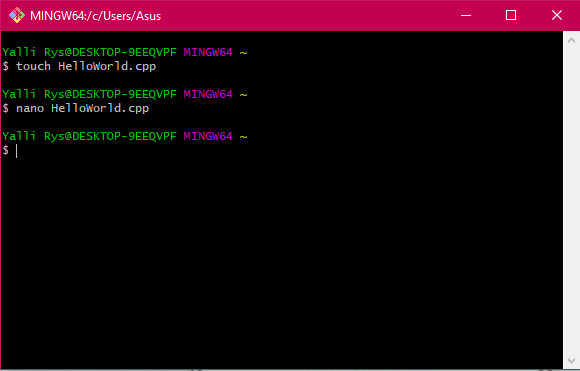 MINGW64:/c/Users/Asus
Yalli Rys@DESKTOP-9EEQVPF MINGW64 ~
$ touch HelloWorld.cpp
Yalli Rys@DESKTOP-9EEQVPF MINGW64 ~
$ nano HelloWorld.cpp
Yalli Rys@DESKTOP-9EEQVPF MINGW64 ~
$